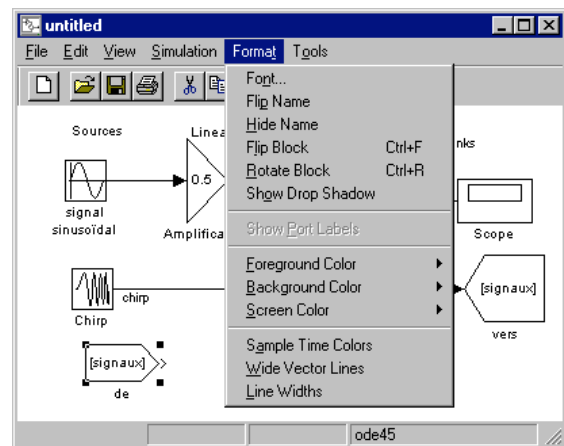 untitled
File Edit View Simulation Format Tools
Font...
Flip Name
Hide Name
Flip Block Ctrl+F
Rotate Block Ctrl+R
Show Drop Shadow
Show Port Labels
Foreground Color
Background Color
Screen Color
Sample Time Colors
Wide Vector Lines
Line Widths
Sources
Linea
nks
0.5
signal
sinusoïdal
Amplifica
Scope
chirp
Chirp
[signaux]
vers
[signaux]
de
ode45